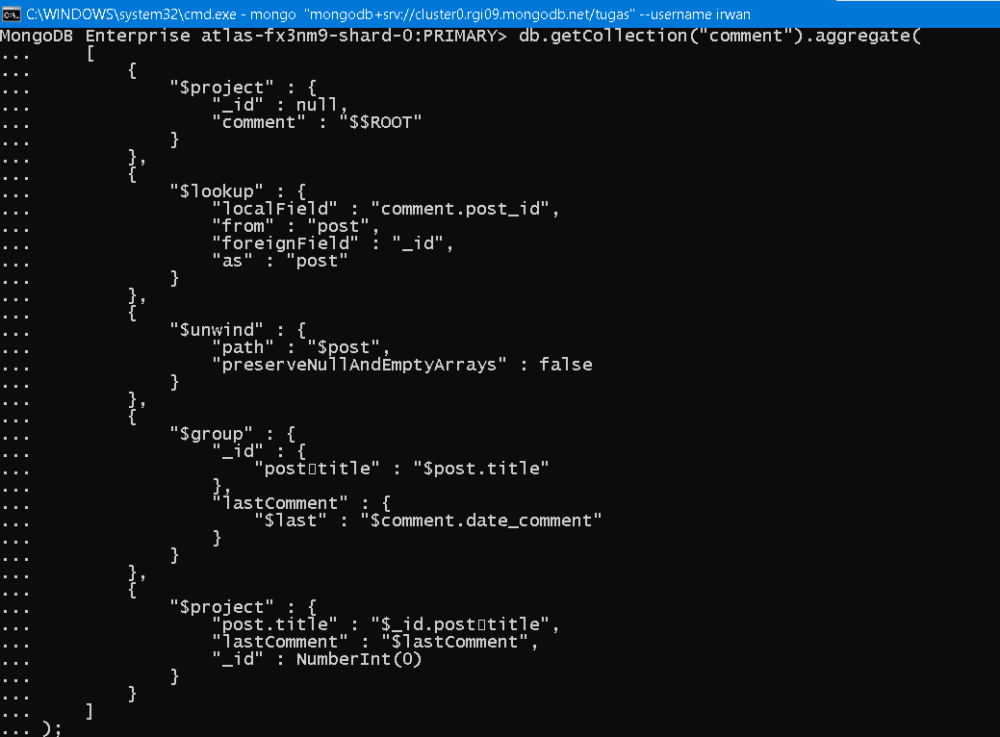 C:\WINDOWS\system32\cmd.exe - mongo "mongodb+srv://cluster0.rgi09.mongodb.net/tugas" --username irwan
MongoDB Enterprise atlas-fx3nm9-shard-0:PRIMARY> db.getCollection("comment").aggregate(
...     [
...         {
...             "$project" : {
...                 "_id" : null,
...                 "comment" : "$$ROOT"
...             }
...         },
...         {
...             "$lookup" : {
...                 "localField" : "comment.post_id",
...                 "from" : "post",
...                 "foreignField" : "_id",
...                 "as" : "post"
...             }
...         },
...         {
...             "$unwind" : {
...                 "path" : "$post",
...                 "preserveNullAndEmptyArrays" : false
...             }
...         },
...         {
...             "$group" : {
...                 "_id" : {
...                     "post▯title" : "$post.title"
...                 },
...                 "lastComment" : {
...                     "$last" : "$comment.date_comment"
...                 }
...             }
...         },
...         {
...             "$project" : {
...                 "post.title" : "$_id.post▯title",
...                 "lastComment" : "$lastComment",
...                 "_id" : NumberInt(0)
...             }
...         }
...     ]
... );